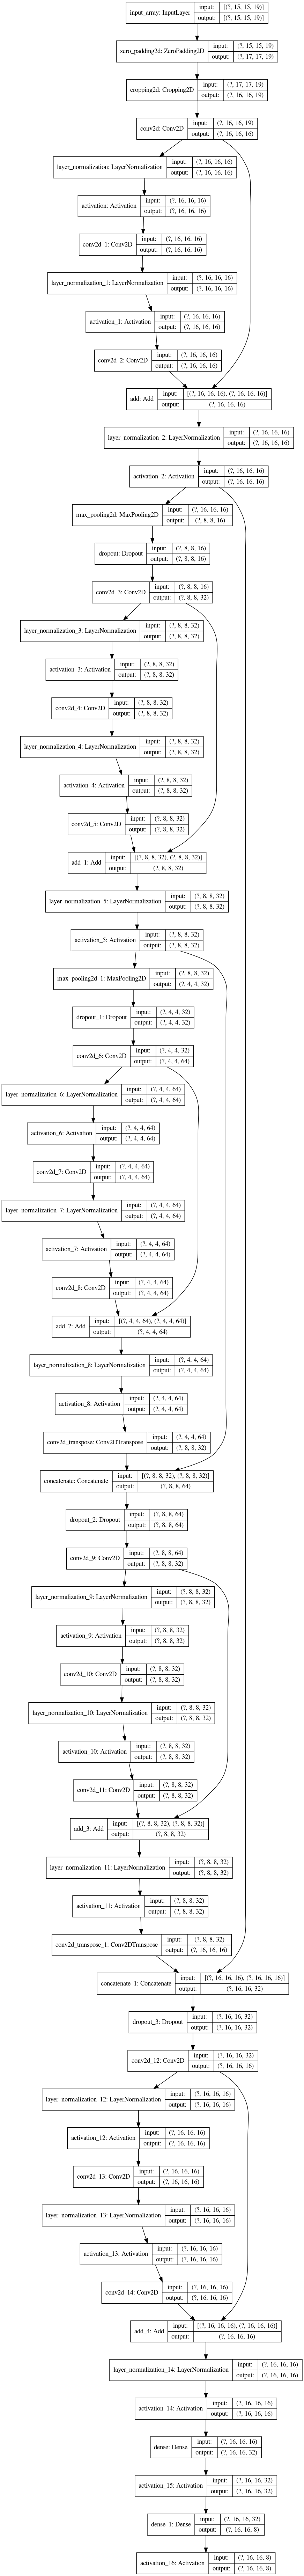 input_array: InputLayer input: [(?, 15, 15, 19)]
output: [(?, 15, 15, 19)]
zero_padding2d: ZeroPadding2D input: (?, 15, 15, 19)
output: (?, 17, 17, 19)
cropping2d: Cropping2D input: (?, 17, 17, 19)
output: (?, 16, 16, 19)
conv2d: Conv2D input: (?, 16, 16, 19)
output: (?, 16, 16, 16)
layer_normalization: LayerNormalization input: (?, 16, 16, 16)
output: (?, 16, 16, 16)
activation: Activation input: (?, 16, 16, 16)
output: (?, 16, 16, 16)
conv2d_1: Conv2D input: (?, 16, 16, 16)
output: (?, 16, 16, 16)
layer_normalization_1: LayerNormalization input: (?, 16, 16, 16)
output: (?, 16, 16, 16)
activation_1: Activation input: (?, 16, 16, 16)
output: (?, 16, 16, 16)
conv2d_2: Conv2D input: (?, 16, 16, 16)
output: (?, 16, 16, 16)
add: Add input: [(?, 16, 16, 16), (?, 16, 16, 16)]
output: (?, 16, 16, 16)
layer_normalization_2: LayerNormalization input: (?, 16, 16, 16)
output: (?, 16, 16, 16)
activation_2: Activation input: (?, 16, 16, 16)
output: (?, 16, 16, 16)
max_pooling2d: MaxPooling2D input: (?, 16, 16, 16)
output: (?, 8, 8, 16)
dropout: Dropout input: (?, 8, 8, 16)
output: (?, 8, 8, 16)
conv2d_3: Conv2D input: (?, 8, 8, 16)
output: (?, 8, 8, 32)
layer_normalization_3: LayerNormalization input: (?, 8, 8, 32)
output: (?, 8, 8, 32)
activation_3: Activation input: (?, 8, 8, 32)
output: (?, 8, 8, 32)
conv2d_4: Conv2D input: (?, 8, 8, 32)
output: (?, 8, 8, 32)
layer_normalization_4: LayerNormalization input: (?, 8, 8, 32)
output: (?, 8, 8, 32)
activation_4: Activation input: (?, 8, 8, 32)
output: (?, 8, 8, 32)
conv2d_5: Conv2D input: (?, 8, 8, 32)
output: (?, 8, 8, 32)
add_1: Add input: [(?, 8, 8, 32), (?, 8, 8, 32)]
output: (?, 8, 8, 32)
layer_normalization_5: LayerNormalization input: (?, 8, 8, 32)
output: (?, 8, 8, 32)
activation_5: Activation input: (?, 8, 8, 32)
output: (?, 8, 8, 32)
max_pooling2d_1: MaxPooling2D input: (?, 8, 8, 32)
output: (?, 4, 4, 32)
dropout_1: Dropout input: (?, 4, 4, 32)
output: (?, 4, 4, 32)
conv2d_6: Conv2D input: (?, 4, 4, 32)
output: (?, 4, 4, 64)
layer_normalization_6: LayerNormalization input: (?, 4, 4, 64)
output: (?, 4, 4, 64)
activation_6: Activation input: (?, 4, 4, 64)
output: (?, 4, 4, 64)
conv2d_7: Conv2D input: (?, 4, 4, 64)
output: (?, 4, 4, 64)
layer_normalization_7: LayerNormalization input: (?, 4, 4, 64)
output: (?, 4, 4, 64)
activation_7: Activation input: (?, 4, 4, 64)
output: (?, 4, 4, 64)
conv2d_8: Conv2D input: (?, 4, 4, 64)
output: (?, 4, 4, 64)
add_2: Add input: [(?, 4, 4, 64), (?, 4, 4, 64)]
output: (?, 4, 4, 64)
layer_normalization_8: LayerNormalization input: (?, 4, 4, 64)
output: (?, 4, 4, 64)
activation_8: Activation input: (?, 4, 4, 64)
output: (?, 4, 4, 64)
conv2d_transpose: Conv2DTranspose input: (?, 4, 4, 64)
output: (?, 8, 8, 32)
concatenate: Concatenate input: [(?, 8, 8, 32), (?, 8, 8, 32)]
output: (?, 8, 8, 64)
dropout_2: Dropout input: (?, 8, 8, 64)
output: (?, 8, 8, 64)
conv2d_9: Conv2D input: (?, 8, 8, 64)
output: (?, 8, 8, 32)
layer_normalization_9: LayerNormalization input: (?, 8, 8, 32)
output: (?, 8, 8, 32)
activation_9: Activation input: (?, 8, 8, 32)
output: (?, 8, 8, 32)
conv2d_10: Conv2D input: (?, 8, 8, 32)
output: (?, 8, 8, 32)
layer_normalization_10: LayerNormalization input: (?, 8, 8, 32)
output: (?, 8, 8, 32)
activation_10: Activation input: (?, 8, 8, 32)
output: (?, 8, 8, 32)
conv2d_11: Conv2D input: (?, 8, 8, 32)
output: (?, 8, 8, 32)
add_3: Add input: [(?, 8, 8, 32), (?, 8, 8, 32)]
output: (?, 8, 8, 32)
layer_normalization_11: LayerNormalization input: (?, 8, 8, 32)
output: (?, 8, 8, 32)
activation_11: Activation input: (?, 8, 8, 32)
output: (?, 8, 8, 32)
conv2d_transpose_1: Conv2DTranspose input: (?, 8, 8, 32)
output: (?, 16, 16, 16)
concatenate_1: Concatenate input: [(?, 16, 16, 16), (?, 16, 16, 16)]
output: (?, 16, 16, 32)
dropout_3: Dropout input: (?, 16, 16, 32)
output: (?, 16, 16, 32)
conv2d_12: Conv2D input: (?, 16, 16, 32)
output: (?, 16, 16, 16)
layer_normalization_12: LayerNormalization input: (?, 16, 16, 16)
output: (?, 16, 16, 16)
activation_12: Activation input: (?, 16, 16, 16)
output: (?, 16, 16, 16)
conv2d_13: Conv2D input: (?, 16, 16, 16)
output: (?, 16, 16, 16)
layer_normalization_13: LayerNormalization input: (?, 16, 16, 16)
output: (?, 16, 16, 16)
activation_13: Activation input: (?, 16, 16, 16)
output: (?, 16, 16, 16)
conv2d_14: Conv2D input: (?, 16, 16, 16)
output: (?, 16, 16, 16)
add_4: Add input: [(?, 16, 16, 16), (?, 16, 16, 16)]
output: (?, 16, 16, 16)
layer_normalization_14: LayerNormalization input: (?, 16, 16, 16)
output: (?, 16, 16, 16)
activation_14: Activation input: (?, 16, 16, 16)
output: (?, 16, 16, 16)
dense: Dense input: (?, 16, 16, 16)
output: (?, 16, 16, 32)
activation_15: Activation input: (?, 16, 16, 32)
output: (?, 16, 16, 32)
dense_1: Dense input: (?, 16, 16, 32)
output: (?, 16, 16, 8)
activation_16: Activation input: (?, 16, 16, 8)
output: (?, 16, 16, 8)